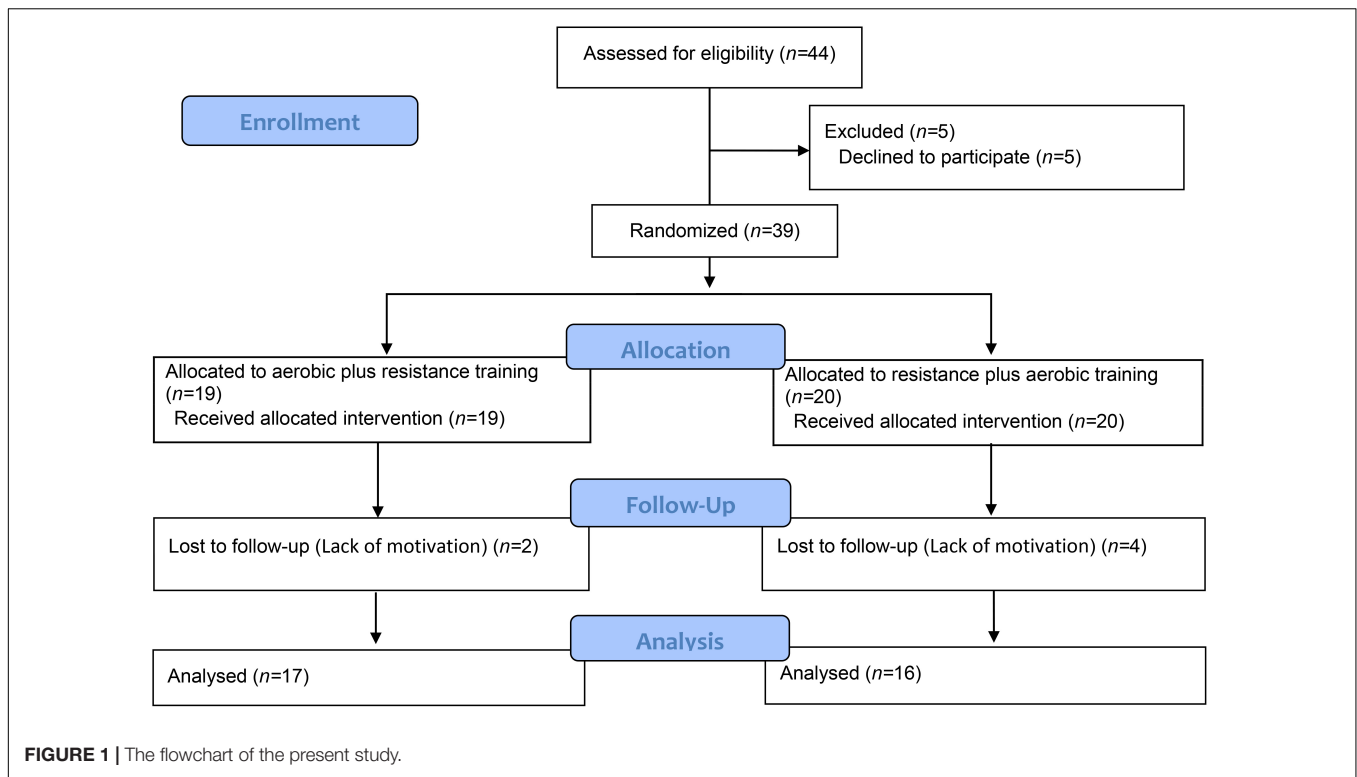 Assessed for eligibility (n=44)
Enrollment
Excluded (n=5)
Declined to participate (n=5)
Randomized (n=39)
Allocation
Allocated to aerobic plus resistance training
(n=19)
Received allocated intervention (n=19)
Allocated to resistance plus aerobic training
(n=20)
Received allocated intervention (n=20)
Follow-Up
Lost to follow-up (Lack of motivation) (n=2)
Lost to follow-up (Lack of motivation) (n=4)
Analysis
Analysed (n=17)
Analysed (n=16)
FIGURE 1 | The flowchart of the present study.